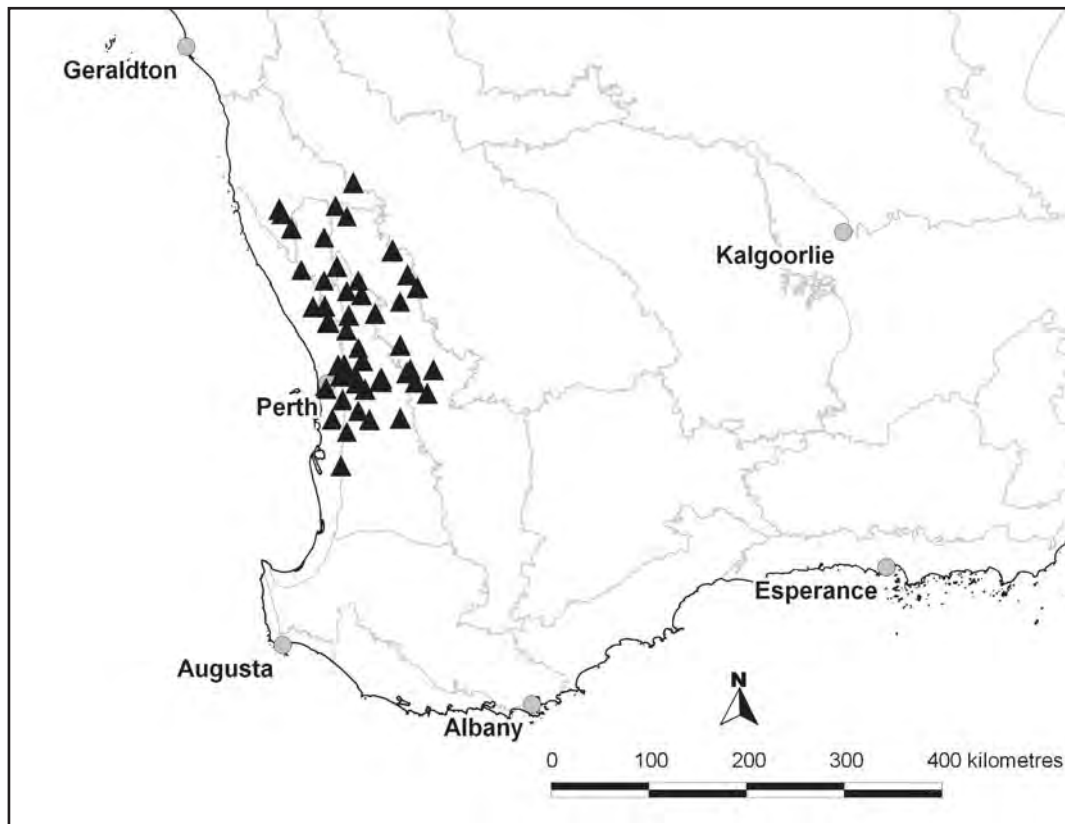 Geraldton
Kalgoorlie
Perth
Esperance
Augusta
N
Albany
0 100 200 300 400 kilometres